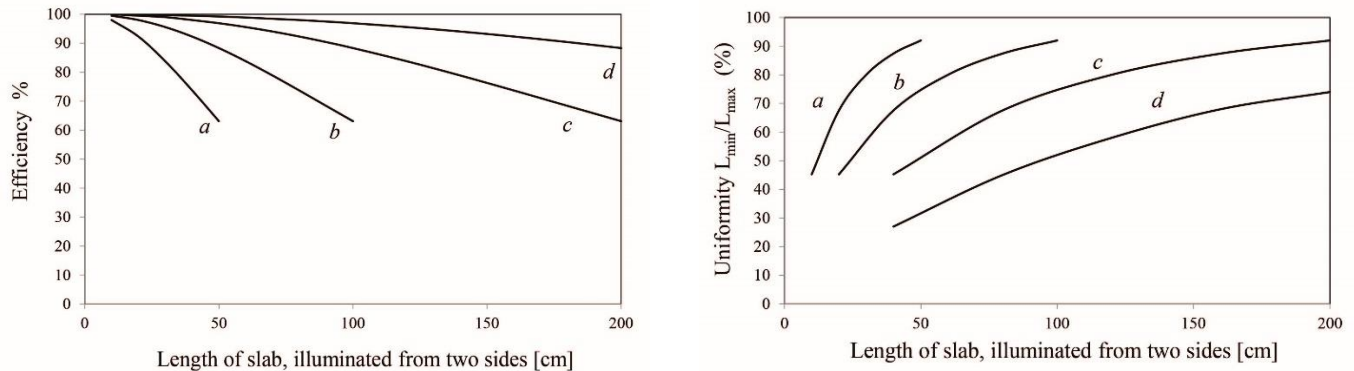 Efficiency %
100
90
80
70
60
50
40
30
20
10
0
0 50 100 150 200
a
b
c
d
Length of slab, illuminated from two sides [cm]
Uniformity Lmin/Lmax (%)
100
90
80
70
60
50
40
30
20
10
0
0 50 100 150 200
a
b
c
d
Length of slab, illuminated from two sides [cm]